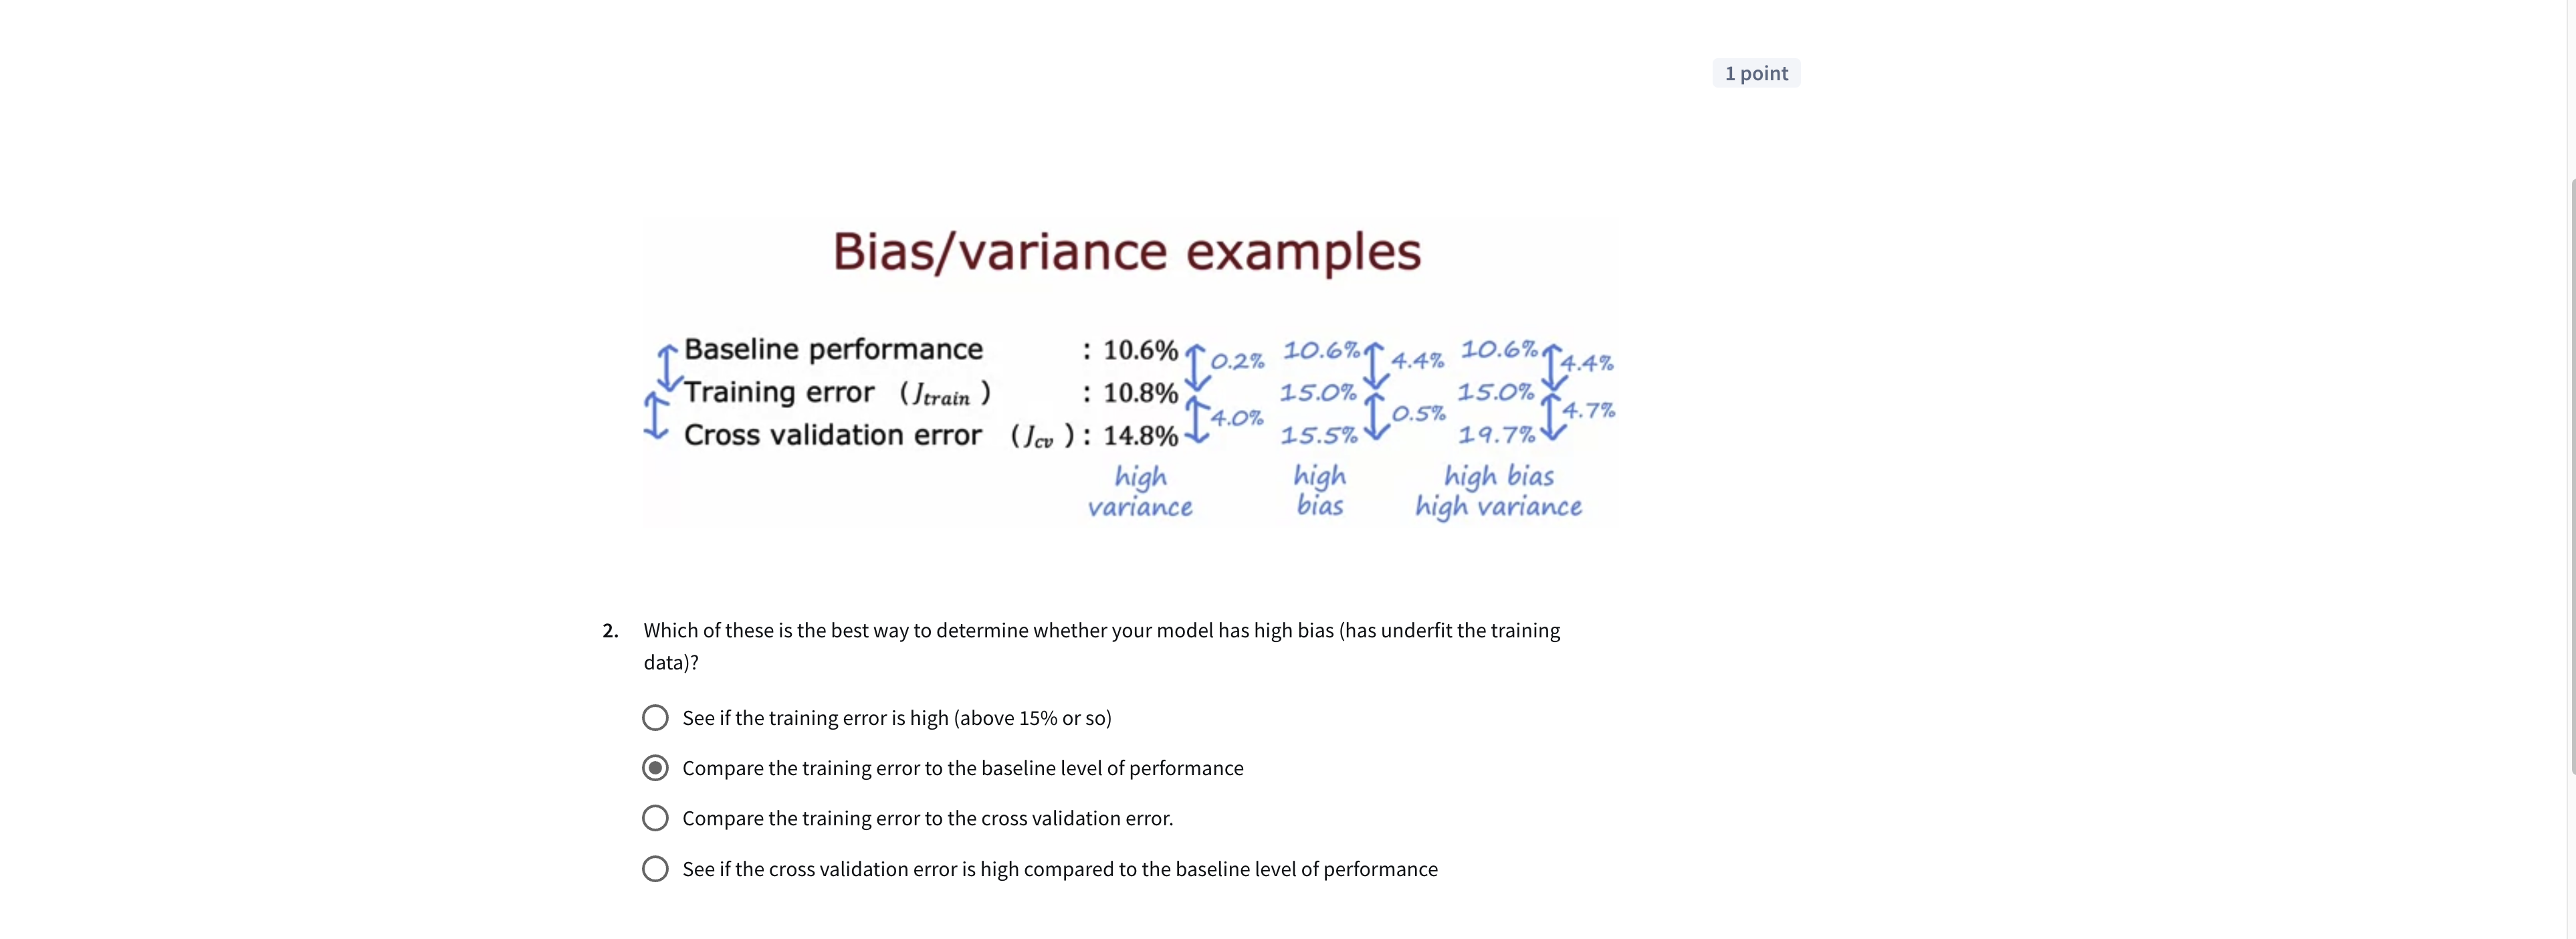 1 point
Bias/variance examples
Baseline performance : 10.6% 0.2% 10.6% 4.4% 10.6% 4.4%
Training error (Jtrain ) : 10.8% 15.0% 15.0%
4.0% 0.5% 4.7%
Cross validation error (Jcv ) : 14.8% 15.5% 19.7%
high high high bias
variance bias high variance
2. Which of these is the best way to determine whether your model has high bias (has underfit the training
data)?
See if the training error is high (above 15% or so)
Compare the training error to the baseline level of performance
Compare the training error to the cross validation error.
See if the cross validation error is high compared to the baseline level of performance